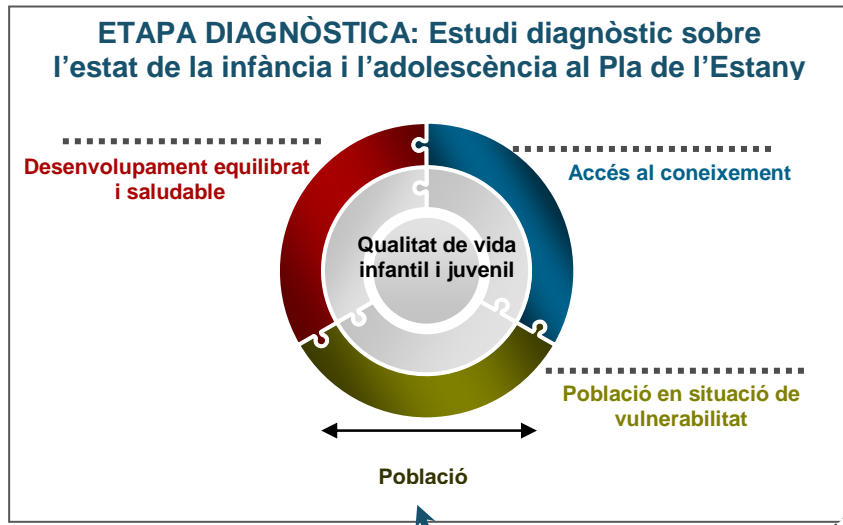 ETAPA DIAGNÒSTICA: Estudi diagnòstic sobre
l’estat de la infància i l’adolescència al Pla de l’Estany
Desenvolupament equilibrat
i saludable
Accés al coneixement
Qualitat de vida
infantil i juvenil
Població en situació de
vulnerabilitat
Població